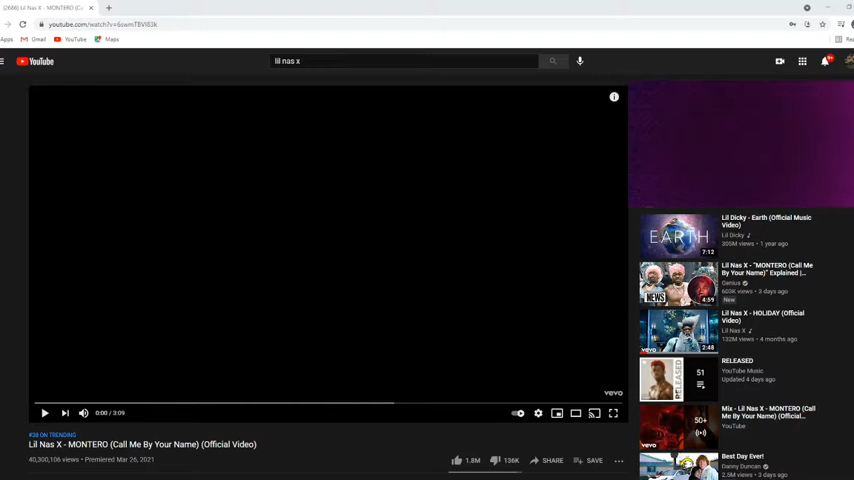 (2686) Lil Nas X - MONTERO (C
youtube.com/watch?v=6swmTBVI83k
Apps Gmail YouTube Maps
YouTube
lil nas x
9+
vevo
0:00 / 3:09
#30 ON TRENDING
Lil Nas X - MONTERO (Call Me By Your Name) (Official Video)
40,300,106 views • Premiered Mar 26, 2021
1.8M 136K SHARE SAVE
EARTH
7:12
Lil Dicky - Earth (Official Music
Video)
Lil Dicky
305M views • 1 year ago
NEWS
4:59
Lil Nas X - "MONTERO (Call Me
By Your Name)" Explained |...
Genius
603K views • 3 days ago
New
vevo
2:48
Lil Nas X - HOLIDAY (Official
Video)
Lil Nas X
132M views • 4 months ago
RELEASED
51
RELEASED
YouTube Music
Updated 4 days ago
vevo
50+
Mix - Lil Nas X - MONTERO (Call
Me By Your Name) (Official...
YouTube
Best Day Ever!
Danny Duncan
2.5M views • 3 days ago